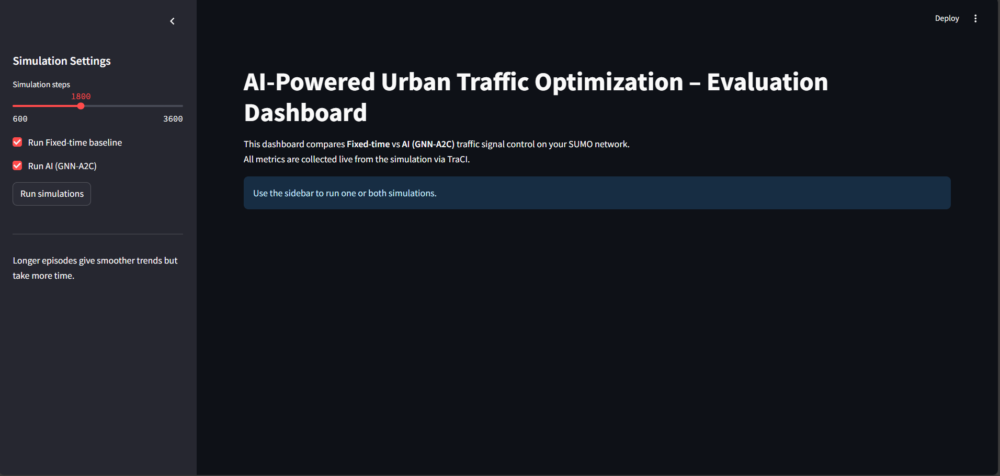 Simulation Settings
Simulation steps
1800
600 3600
Run Fixed-time baseline
Run AI (GNN-A2C)
Run simulations
Longer episodes give smoother trends but
take more time.
Deploy
AI-Powered Urban Traffic Optimization – Evaluation
Dashboard
This dashboard compares Fixed-time vs AI (GNN-A2C) traffic signal control on your SUMO network.
All metrics are collected live from the simulation via TraCI.
Use the sidebar to run one or both simulations.